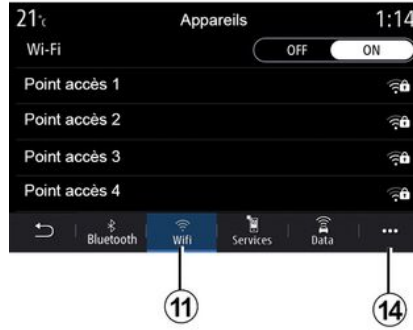 21°c Appareils 1:14
Wi-Fi OFF ON
Point accès 1
Point accès 2
Point accès 3
Point accès 4
Bluetooth Wifi Services Data
11 14